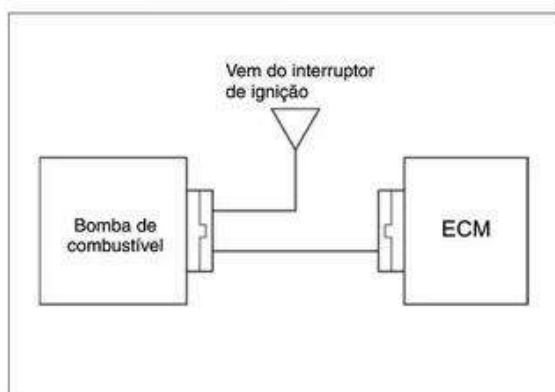 Vem do interruptor
de ignição
Bomba de
combustível
ECM